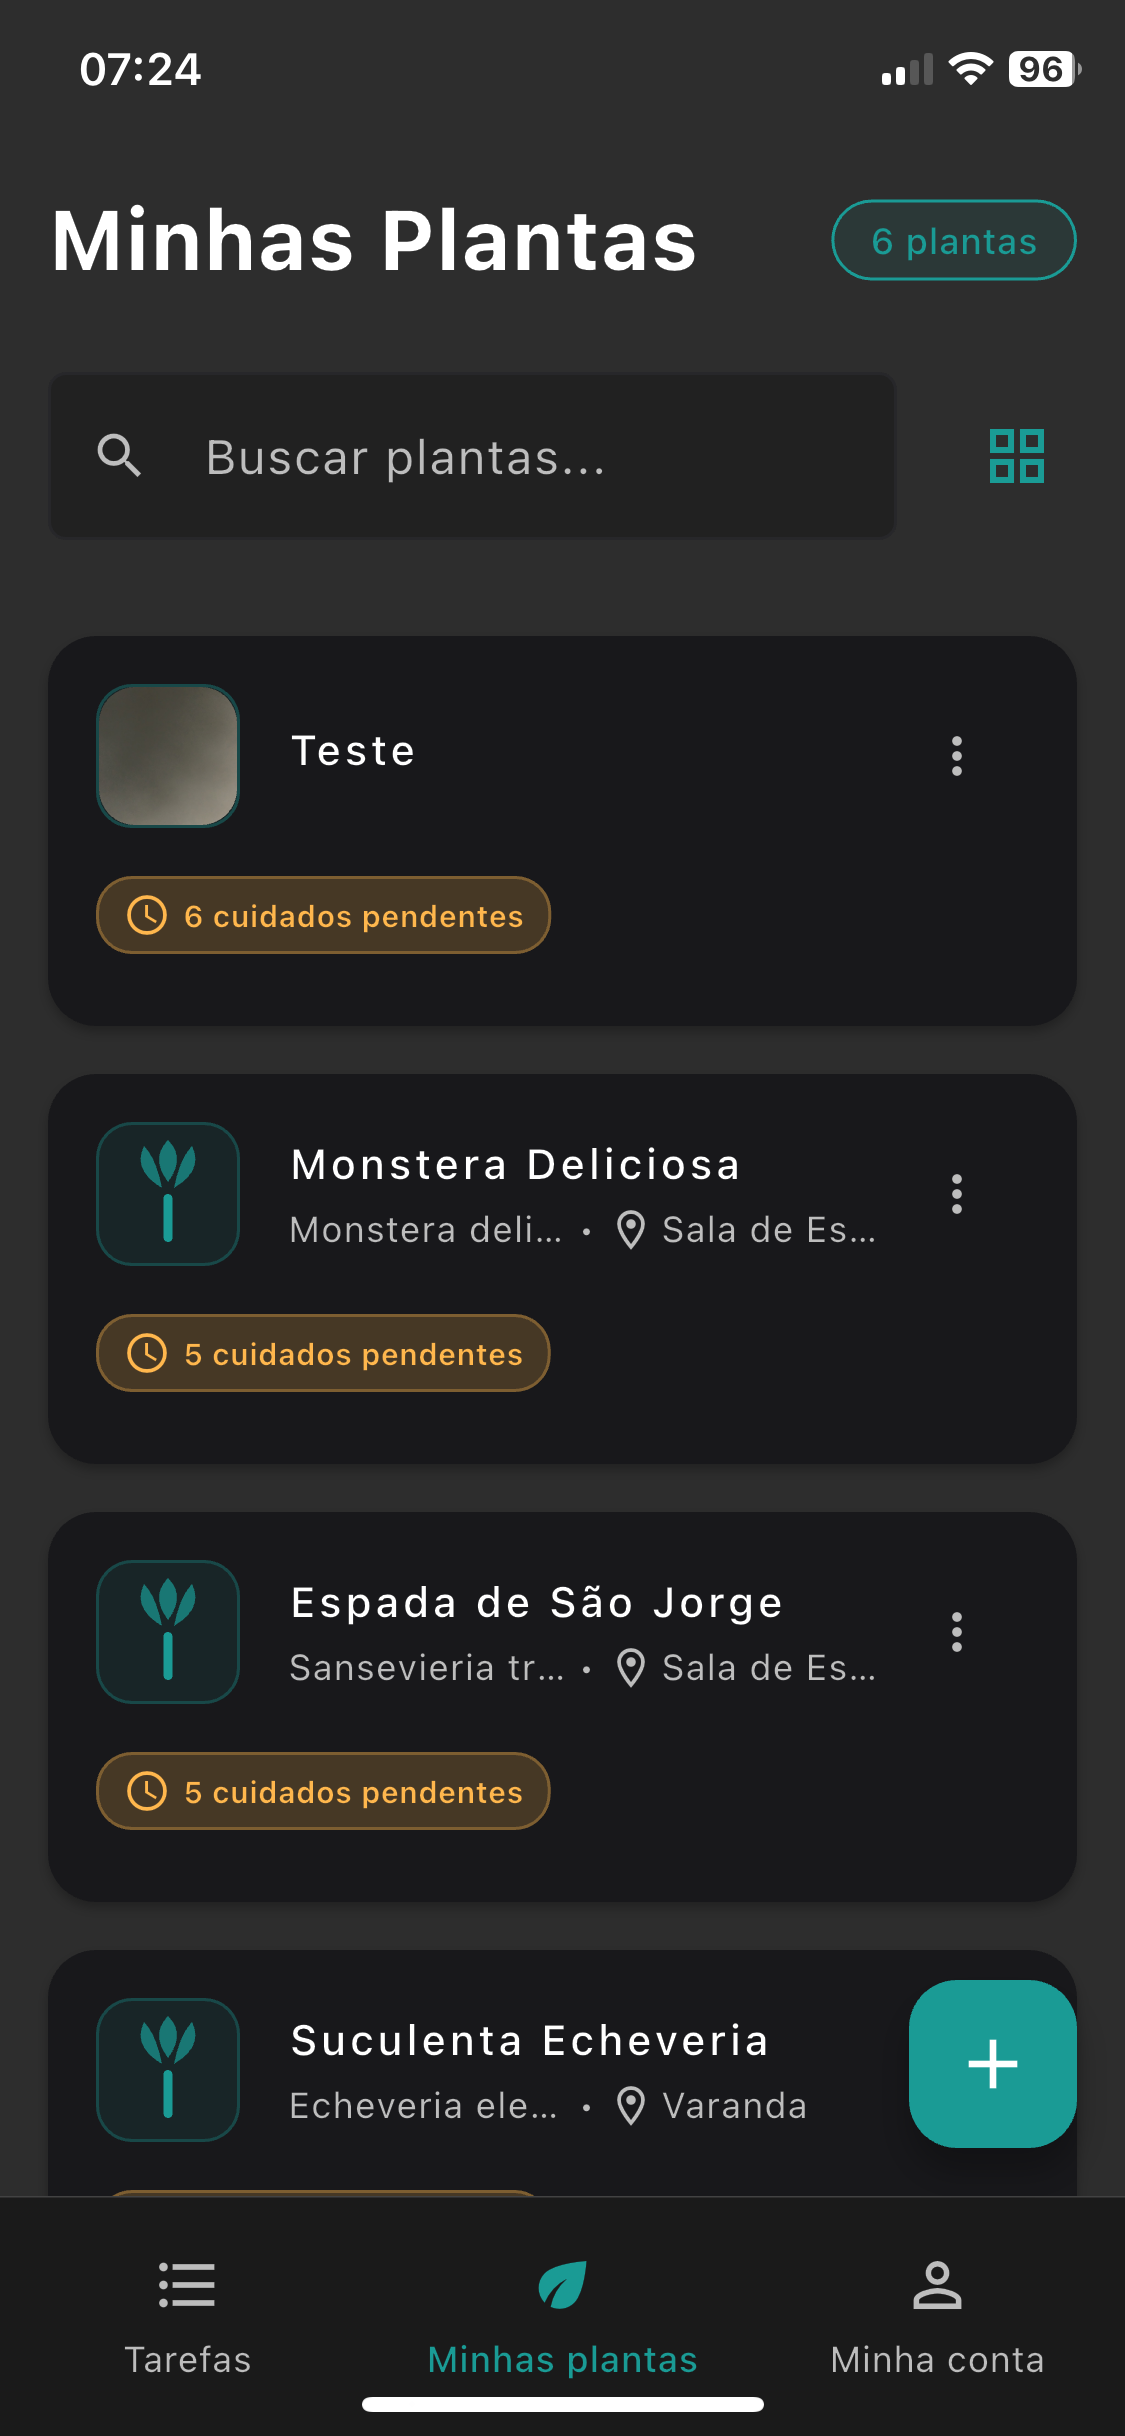 07:24
96
Minhas Plantas
6 plantas
Buscar plantas...
Teste
6 cuidados pendentes
Monstera Deliciosa
Monstera deli... • Sala de Es...
5 cuidados pendentes
Espada de São Jorge
Sansevieria tr... • Sala de Es...
5 cuidados pendentes
Suculenta Echeveria
Echeveria ele... • Varanda
Tarefas
Minhas plantas
Minha conta